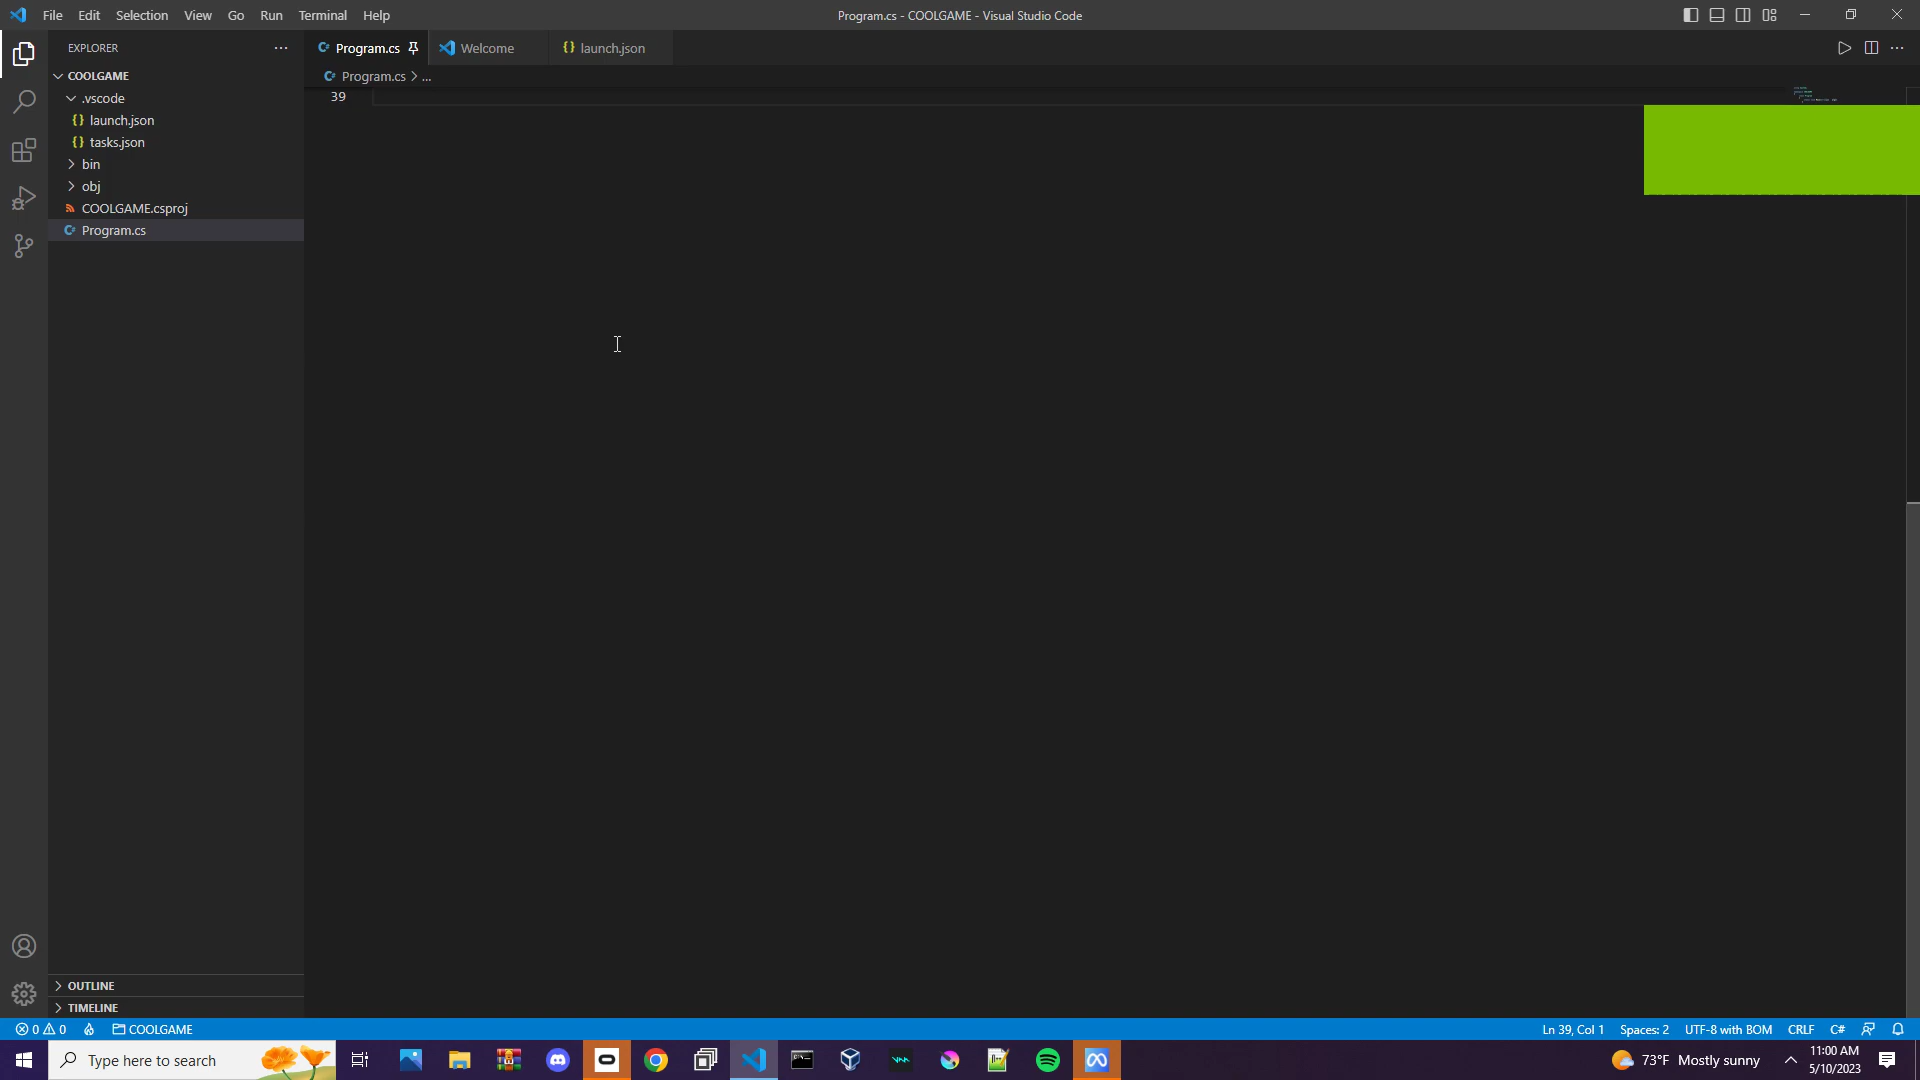 File Edit Selection View Go Run Terminal Help
Program.cs - COOLGAME - Visual Studio Code
EXPLORER
Program.cs Welcome launch.json
COOLGAME
Program.cs > ...
.vscode
39
launch.json
tasks.json
bin
obj
COOLGAME.csproj
Program.cs
OUTLINE
TIMELINE
0 0 COOLGAME
Ln 39, Col 1 Spaces: 2 UTF-8 with BOM CRLF C#
Type here to search
73°F Mostly sunny
11:00 AM
5/10/2023